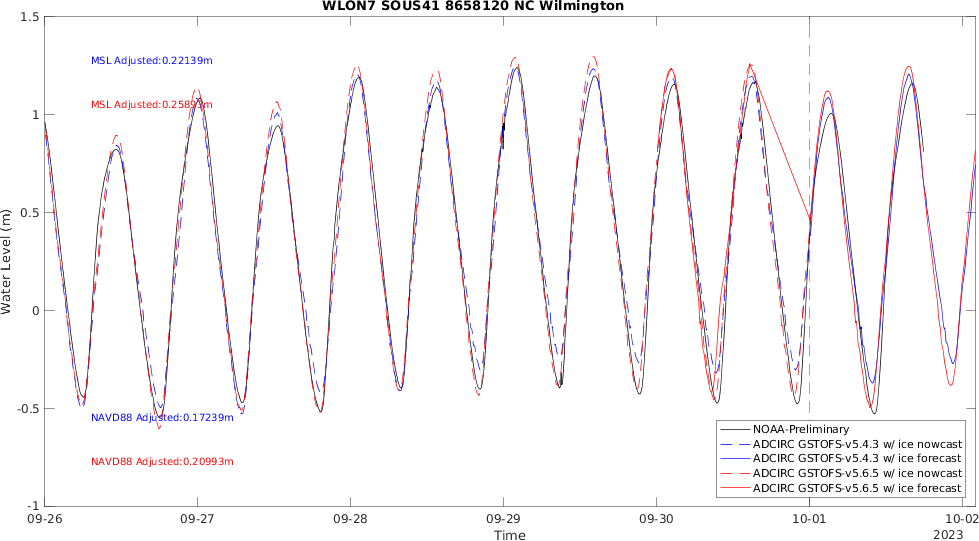 WLON7 SOUS41 8658120 NC Wilmington
1.5
MSL Adjusted:0.22139m
MSL Adjusted:0.25893m
1
0.5
Water Level (m)
0
-0.5
NAVD88 Adjusted:0.17239m
NAVD88 Adjusted:0.20993m
NOAA-Preliminary
ADCIRC GSTOFS-v5.4.3 w/ ice nowcast
ADCIRC GSTOFS-v5.4.3 w/ ice forecast
ADCIRC GSTOFS-v5.6.5 w/ ice nowcast
ADCIRC GSTOFS-v5.6.5 w/ ice forecast
-1
09-26 09-27 09-28 09-29 09-30 10-01 10-02
Time
2023